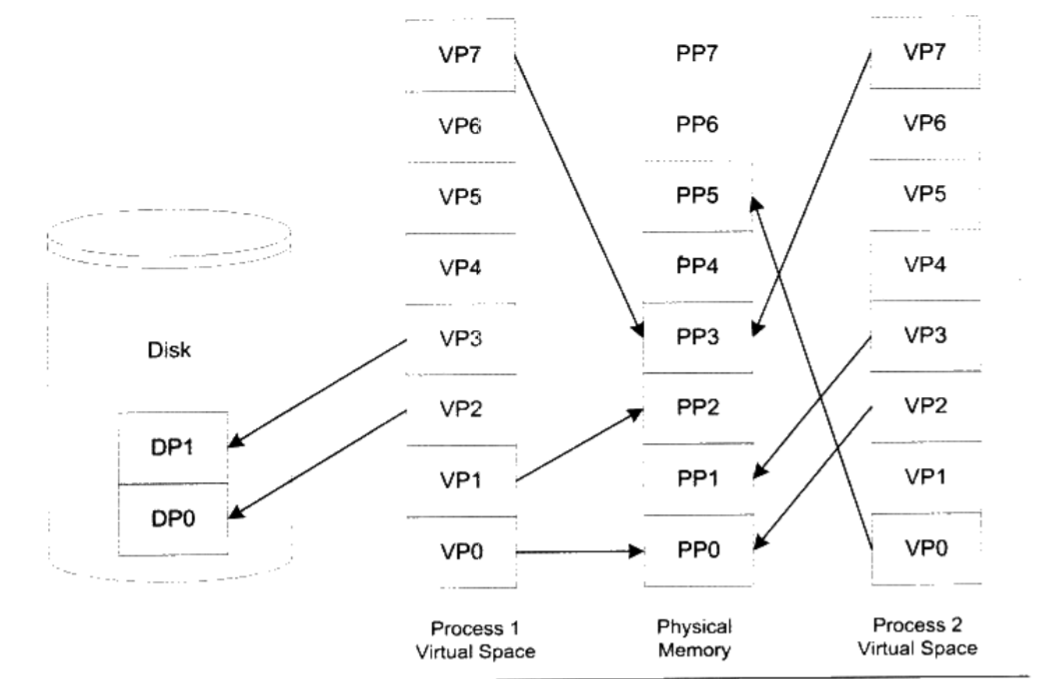 VP7
PP7
VP7
VP6
PP6
VP6
VP5
PP5
VP5
VP4
PP4
VP4
Disk
VP3
PP3
VP3
VP2
PP2
VP2
DP1
VP1
PP1
VP1
DP0
VP0
PP0
VP0
Process 1
Virtual Space
Physical
Memory
Process 2
Virtual Space